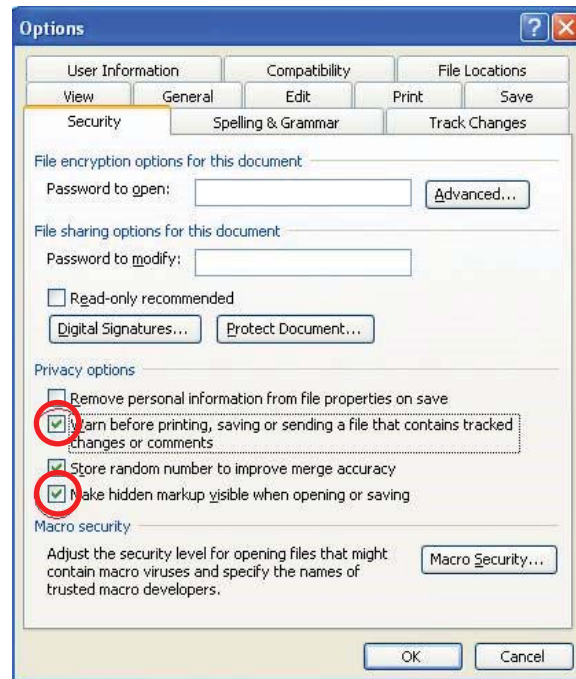 Options
User Information Compatibility File Locations
View General Edit Print Save
Security Spelling & Grammar Track Changes
File encryption options for this document
Password to open:
Advanced...
File sharing options for this document
Password to modify:
Read-only recommended
Digital Signatures... Protect Document...
Privacy options
Remove personal information from file properties on save
Warn before printing, saving or sending a file that contains tracked
changes or comments
Store random number to improve merge accuracy
Make hidden markup visible when opening or saving
Macro security
Adjust the security level for opening files that might
contain macro viruses and specify the names of
trusted macro developers.
Macro Security...
OK Cancel